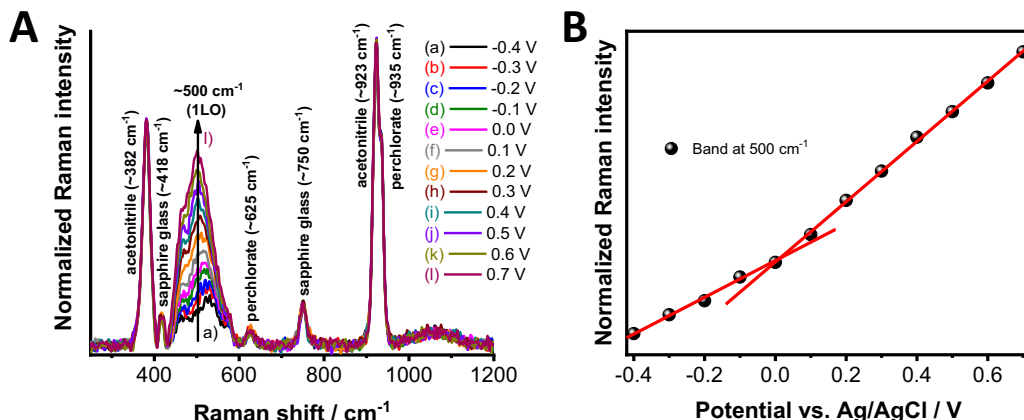 A
Normalized Raman intensity
acetonitrile (~382 cm⁻¹)
sapphire glass (~418 cm⁻¹)
~500 cm⁻¹
(1LO)
l)
a)
perchlorate (~625 cm⁻¹)
sapphire glass (~750 cm⁻¹)
acetonitrile (~923 cm⁻¹)
perchlorate (~935 cm⁻¹)
(a) -0.4 V
(b) -0.3 V
(c) -0.2 V
(d) -0.1 V
(e) 0.0 V
(f) 0.1 V
(g) 0.2 V
(h) 0.3 V
(i) 0.4 V
(j) 0.5 V
(k) 0.6 V
(l) 0.7 V
400 600 800 1000 1200
Raman shift / cm⁻¹
B
Normalized Raman intensity
Band at 500 cm⁻¹
-0.4 -0.2 0.0 0.2 0.4 0.6
Potential vs. Ag/AgCl / V